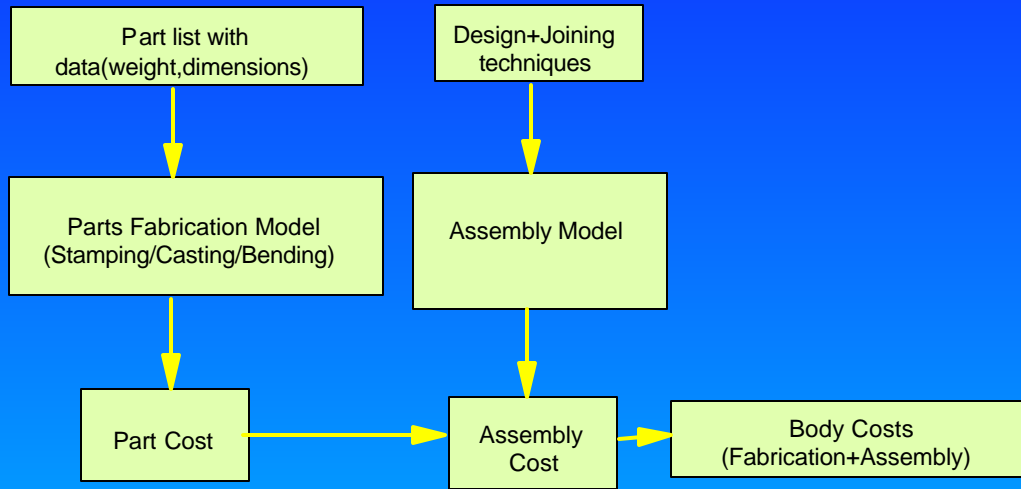 Part list with
data(weight,dimensions)
Design+Joining
techniques
Parts Fabrication Model
(Stamping/Casting/Bending)
Assembly Model
Part Cost
Assembly
Cost
Body Costs
(Fabrication+Assembly)